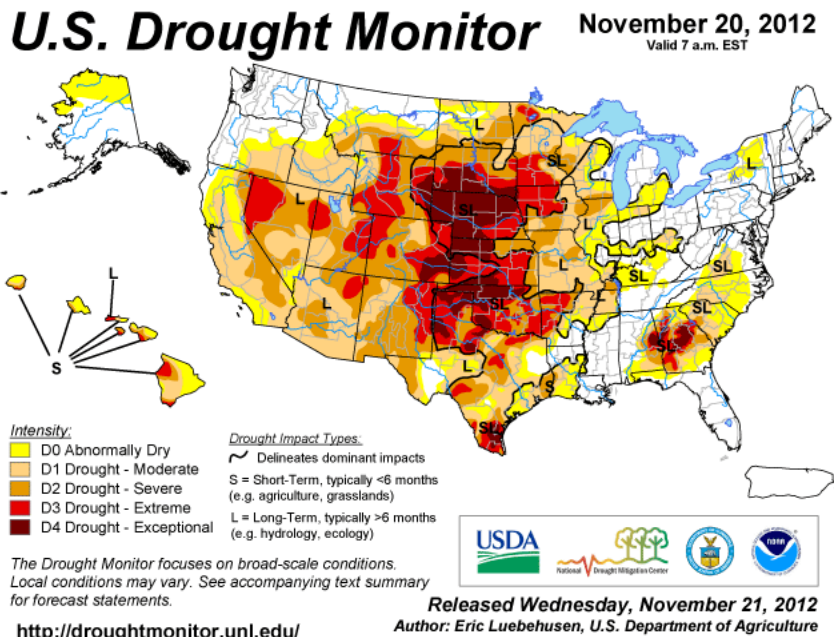 U.S. Drought Monitor
November 20, 2012
Valid 7 a.m. EST
L
SL
L
SL
L
L
SL
SL
L
L
SL
SL
L
SL
L
S
SL
L
S
Intensity:
D0 Abnormally Dry
D1 Drought - Moderate
D2 Drought - Severe
D3 Drought - Extreme
D4 Drought - Exceptional
Drought Impact Types:
Delineates dominant impacts
S = Short-Term, typically <6 months
(e.g. agriculture, grasslands)
L = Long-Term, typically >6 months
(e.g. hydrology, ecology)
USDA
National Drought Mitigation Center
noaa
The Drought Monitor focuses on broad-scale conditions.
Local conditions may vary. See accompanying text summary
for forecast statements.
http://droughtmonitor.unl.edu/
Released Wednesday, November 21, 2012
Author: Eric Luebehusen, U.S. Department of Agriculture